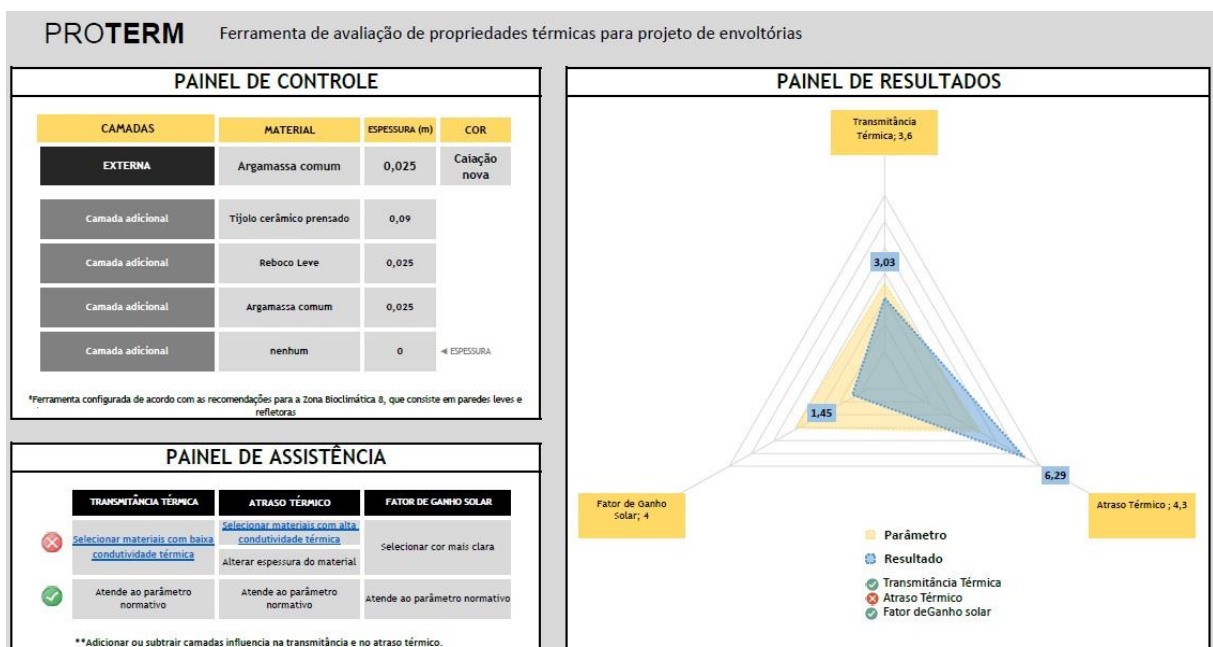 PROTERM Ferramenta de avaliação de propriedades térmicas para projeto de envoltórias
PAINEL DE CONTROLE
CAMADAS MATERIAL ESPESSURA (m) COR
EXTERNA Argamassa comum 0,025 Caiação nova
Camada adicional Tijolo cerâmico prensado 0,09
Camada adicional Reboco Leve 0,025
Camada adicional Argamassa comum 0,025
Camada adicional nenhum 0 ◄ ESPESSURA
*Ferramenta configurada de acordo com as recomendações para a Zona Bioclimática 8, que consiste em paredes leves e
refletoras
PAINEL DE ASSISTÊNCIA
TRANSMITÂNCIA TÉRMICA ATRASO TÉRMICO FATOR DE GANHO SOLAR
Selecionar materiais com baixa
condutividade térmica
Selecionar materiais com alta
condutividade térmica
Alterar espessura do material
Selecionar cor mais clara
Atende ao parâmetro
normativo
Atende ao parâmetro
normativo
Atende ao parâmetro normativo
**Adicionar ou subtrair camadas influencia na transmitância e no atraso térmico.
PAINEL DE RESULTADOS
Transmitância
Térmica; 3,6
3,03
1,45
6,29
Fator de Ganho
Solar; 4
Atraso Térmico ; 4,3
Parâmetro
Resultado
Transmitância Térmica
Atraso Térmico
Fator deGanho solar